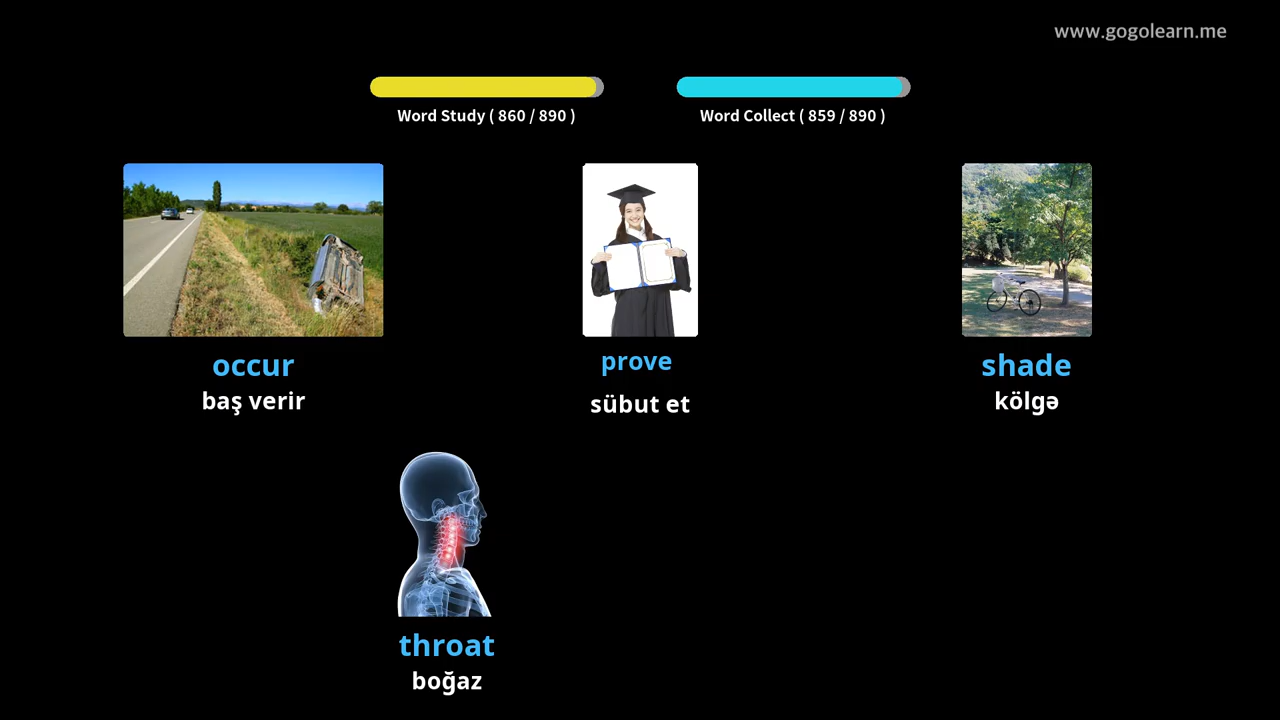 www.gogolearn.me
Word Study ( 860 / 890 )
Word Collect ( 859 / 890 )
occur
baş verir
prove
sübut et
shade
kölgə
throat
boğaz